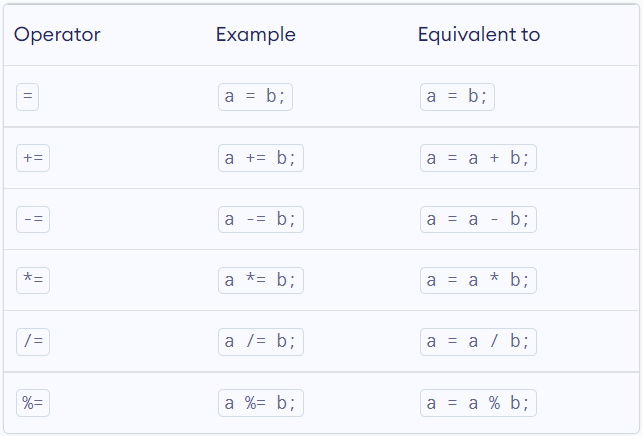 Operator Example Equivalent to
= a = b; a = b;
+= a += b; a = a + b;
-= a -= b; a = a - b;
*= a *= b; a = a * b;
/= a /= b; a = a / b;
%= a %= b; a = a % b;